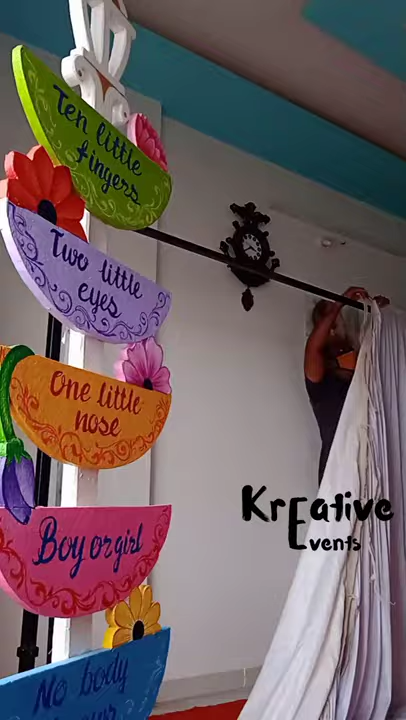 Ten little
fingers
Two little
eyes
One little
nose
Boy or girl
No body
KrEative
Events